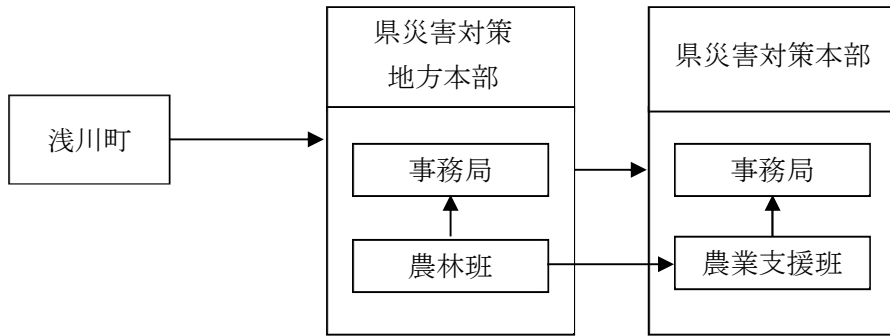 浅川町
県災害対策
地方本部
事務局
農林班
県災害対策本部
事務局
農業支援班